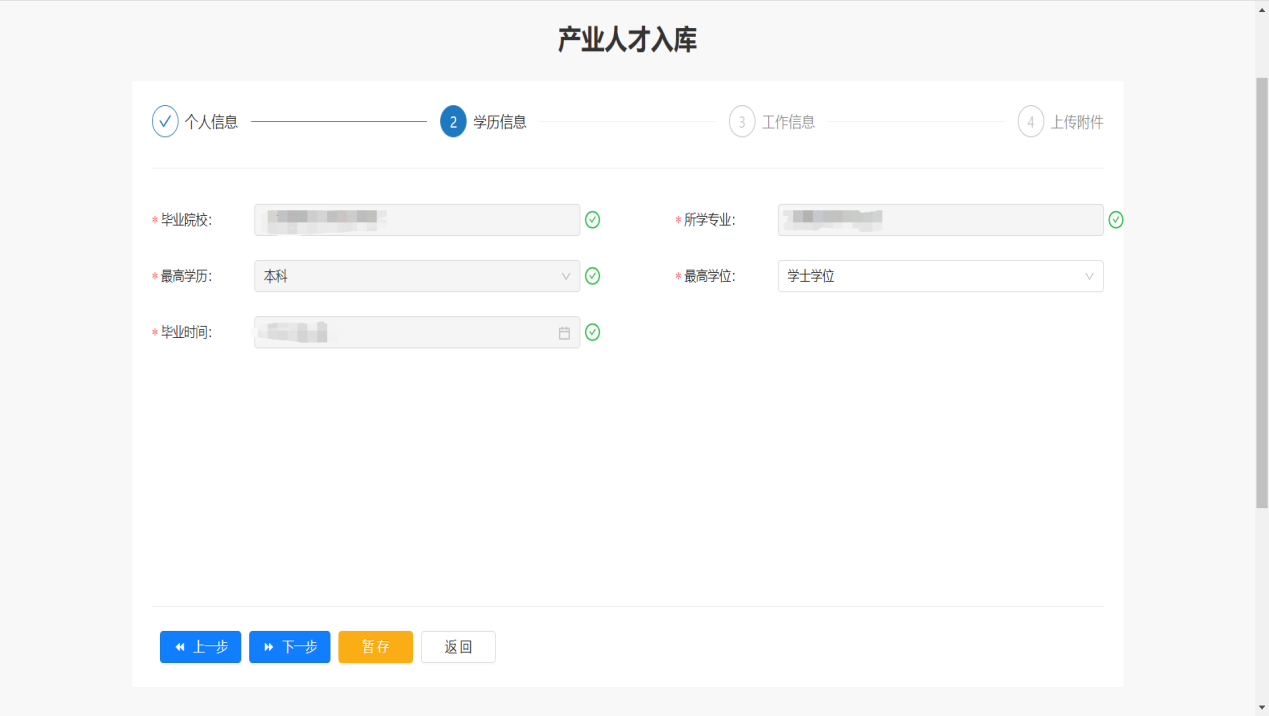 产业人才入库
个人信息
2 学历信息
3 工作信息
4 上传附件
* 毕业院校:
* 所学专业:
* 最高学历: 本科
* 最高学位: 学士学位
* 毕业时间:
上一步 下一步 暂存 返回